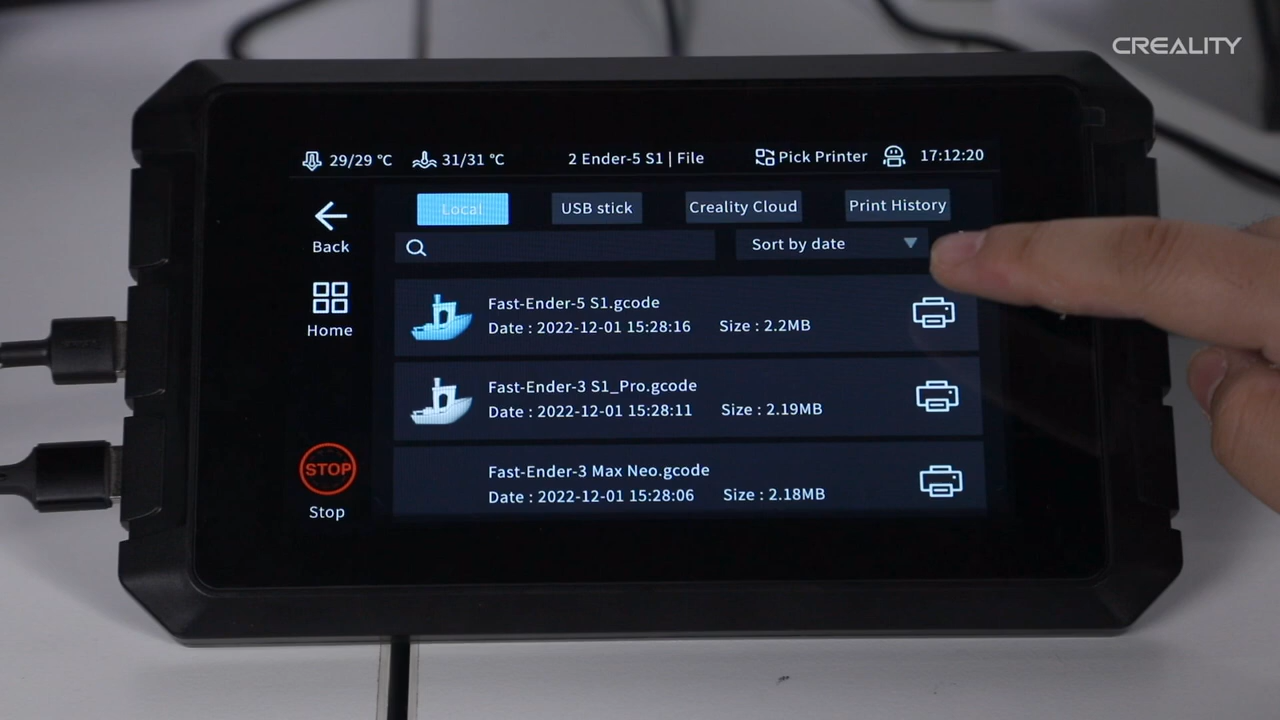 CREALITY
29/29 °C 31/31 °C 2 Ender-5 S1 | File Pick Printer 17:12:20
Local USB stick Creality Cloud Print History
Back
Sort by date
Home
Fast-Ender-5 S1.gcode
Date : 2022-12-01 15:28:16 Size : 2.2MB
Fast-Ender-3 S1_Pro.gcode
Date : 2022-12-01 15:28:11 Size : 2.19MB
STOP
Stop
Fast-Ender-3 Max Neo.gcode
Date : 2022-12-01 15:28:06 Size : 2.18MB